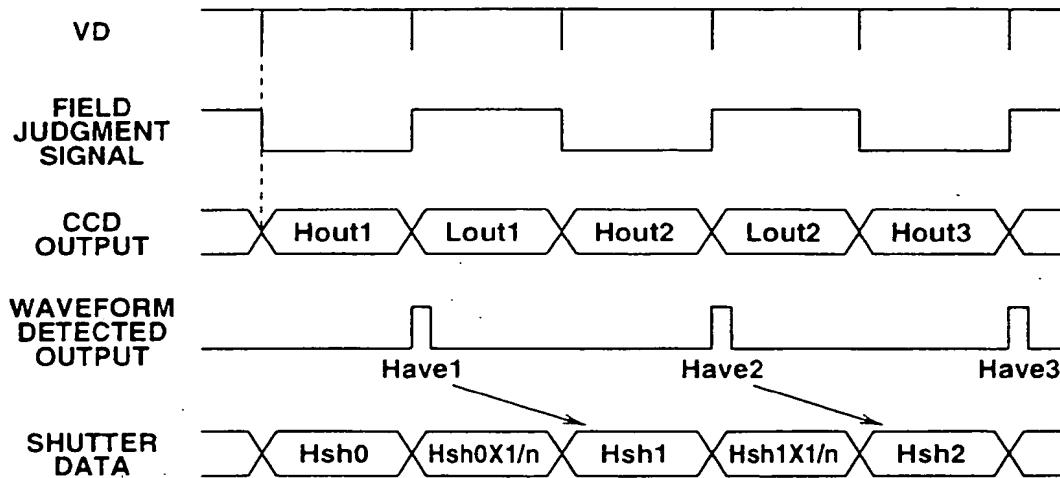 VD
FIELD
JUDGMENT
SIGNAL
CCD
OUTPUT
Hout1
Lout1
Hout2
Lout2
Hout3
WAVEFORM
DETECTED
OUTPUT
Have1
Have2
Have3
SHUTTER
DATA
Hsh0
Hsh0X1/n
Hsh1
Hsh1X1/n
Hsh2